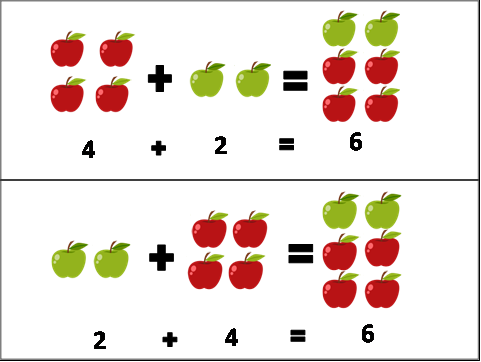 4 + 2 = 6
2 + 4 = 6